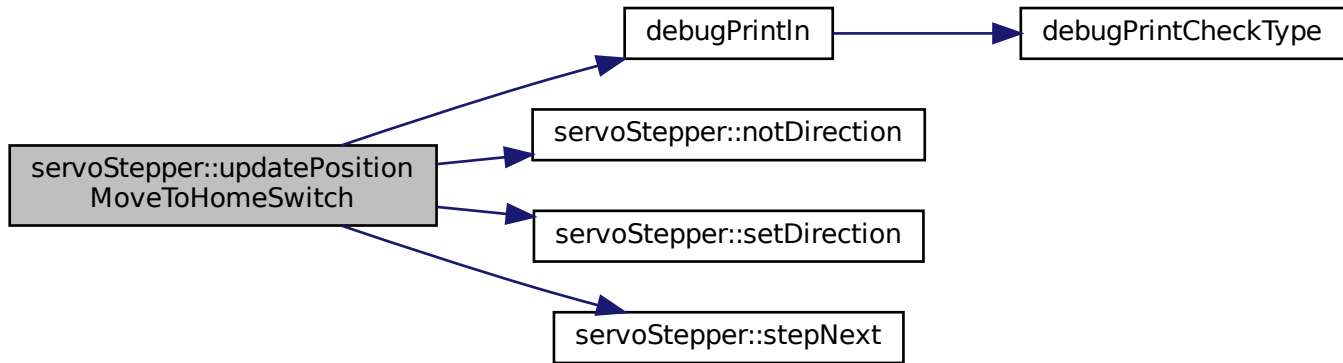 debugPrintln
debugPrintCheckType
servoStepper::notDirection
servoStepper::updatePosition
MoveToHomeSwitch
servoStepper::setDirection
servoStepper::stepNext